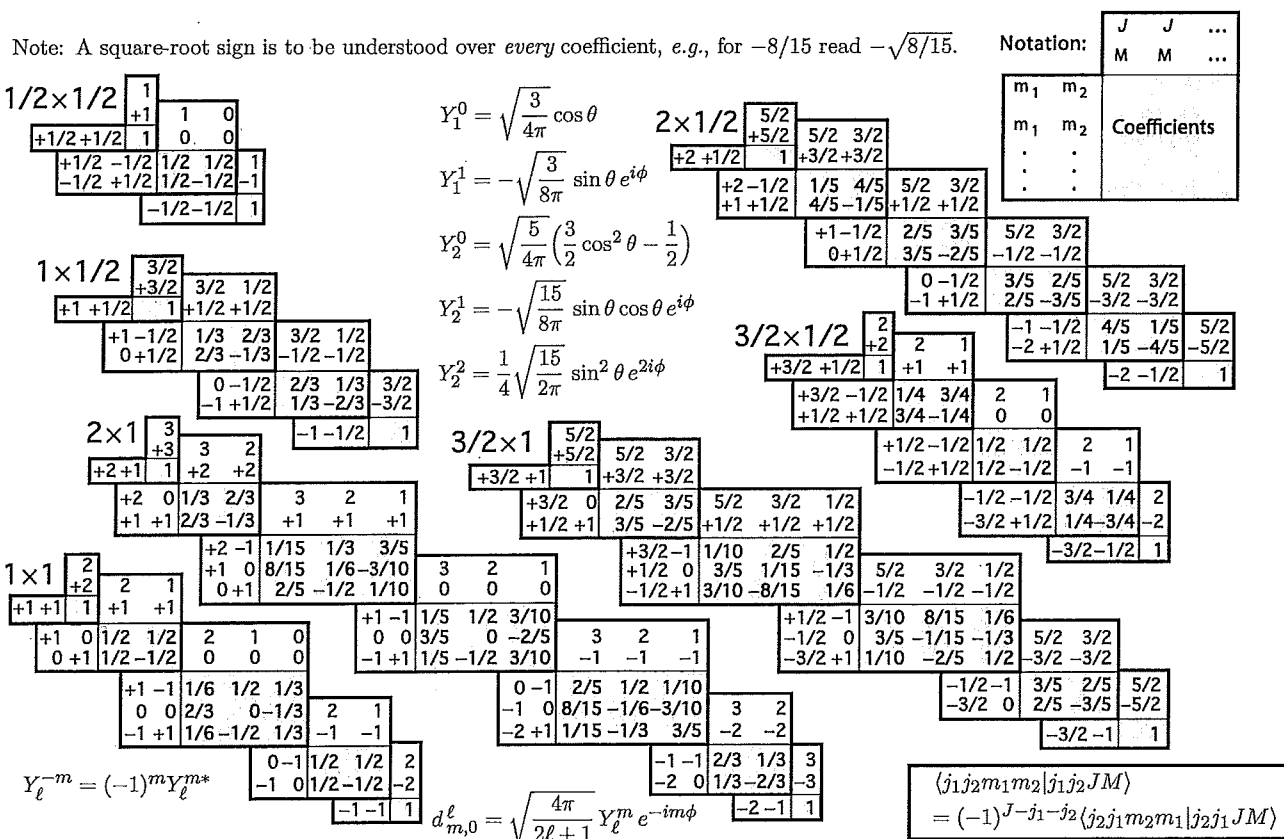 Note: A square-root sign is to be understood over every coefficient, e.g., for −8/15 read −√(8/15).
Notation:
J J ...
M M ...
m₁ m₂
m₁ m₂ Coefficients
. .
. .
. .
1/2×1/2
1
+1 1 0
+1/2 +1/2 1 0 0
+1/2 −1/2 1/2 1/2 1
−1/2 +1/2 1/2 −1/2 −1
−1/2 −1/2 1
1×1/2
3/2
+3/2 3/2 1/2
+1 +1/2 1 +1/2 +1/2
+1 −1/2 1/3 2/3 3/2 1/2
0 +1/2 2/3 −1/3 −1/2 −1/2
0 −1/2 2/3 1/3 3/2
−1 +1/2 1/3 −2/3 −3/2
−1 −1/2 1
Y₁⁰ = √(3/4π) cos θ
Y₁¹ = −√(3/8π) sin θ e^{iϕ}
Y₂⁰ = √(5/4π) (3/2 cos² θ − 1/2)
Y₂¹ = −√(15/8π) sin θ cos θ e^{iϕ}
Y₂² = 1/4 √(15/2π) sin² θ e^{2iϕ}
2×1/2
5/2
+5/2 5/2 3/2
+2 +1/2 1 +3/2 +3/2
+2 −1/2 1/5 4/5 5/2 3/2
+1 +1/2 4/5 −1/5 +1/2 +1/2
+1 −1/2 2/5 3/5 5/2 3/2
0 +1/2 3/5 −2/5 −1/2 −1/2
0 −1/2 3/5 2/5 5/2 3/2
−1 +1/2 2/5 −3/5 −3/2 −3/2
−1 −1/2 4/5 1/5 5/2
−2 +1/2 1/5 −4/5 −5/2
−2 −1/2 1
3/2×1/2
2
+2 2 1
+3/2 +1/2 1 +1 +1
+3/2 −1/2 1/4 3/4 2 1
+1/2 +1/2 3/4 −1/4 0 0
+1/2 −1/2 1/2 1/2 2 1
−1/2 +1/2 1/2 −1/2 −1 −1
−1/2 −1/2 3/4 1/4 2
−3/2 +1/2 1/4 −3/4 −2
−3/2 −1/2 1
2×1
3
+3 3 2
+2 +1 1 +2 +2
+2 0 1/3 2/3 3 2 1
+1 +1 2/3 −1/3 +1 +1 +1
+2 −1 1/15 1/3 3/5
+1 0 8/15 1/6 −3/10 3 2 1
0 +1 2/5 −1/2 1/10 0 0 0
+1 −1 1/5 1/2 3/10
0 0 3/5 0 −2/5 3 2 1
−1 +1 1/5 −1/2 3/10 −1 −1 −1
0 −1 2/5 1/2 1/10
−1 0 8/15 −1/6 −3/10 3 2
−2 +1 1/15 −1/3 3/5 −2 −2
−1 −1 2/3 1/3 3
−2 0 1/3 −2/3 −3
−2 −1 1
3/2×1
5/2
+5/2 5/2 3/2
+3/2 +1 1 +3/2 +3/2
+3/2 0 2/5 3/5 5/2 3/2 1/2
+1/2 +1 3/5 −2/5 +1/2 +1/2 +1/2
+3/2 −1 1/10 2/5 1/2
+1/2 0 3/5 1/15 −1/3 5/2 3/2 1/2
−1/2 +1 3/10 −8/15 1/6 −1/2 −1/2 −1/2
+1/2 −1 3/10 8/15 1/6
−1/2 0 3/5 −1/15 −1/3 5/2 3/2
−3/2 +1 1/10 −2/5 1/2 −3/2 −3/2
−1/2 −1 3/5 2/5 5/2
−3/2 0 2/5 −3/5 −5/2
−3/2 −1 1
1×1
2
+2 2 1
+1 +1 1 +1 +1
+1 0 1/2 1/2 2 1 0
0 +1 1/2 −1/2 0 0 0
+1 −1 1/6 1/2 1/3
0 0 2/3 0 −1/3 2 1
−1 +1 1/6 −1/2 1/3 −1 −1
0 −1 1/2 1/2 2
−1 0 1/2 −1/2 −2
−1 −1 1
Y_ℓ^{−m} = (−1)^m Y_ℓ^{m*}
d^ℓ_{m,0} = √(4π/(2ℓ+1)) Y_ℓ^m e^{−imϕ}
⟨j₁j₂m₁m₂|j₁j₂JM⟩
= (−1)^{J−j₁−j₂}⟨j₂j₁m₂m₁|j₂j₁JM⟩